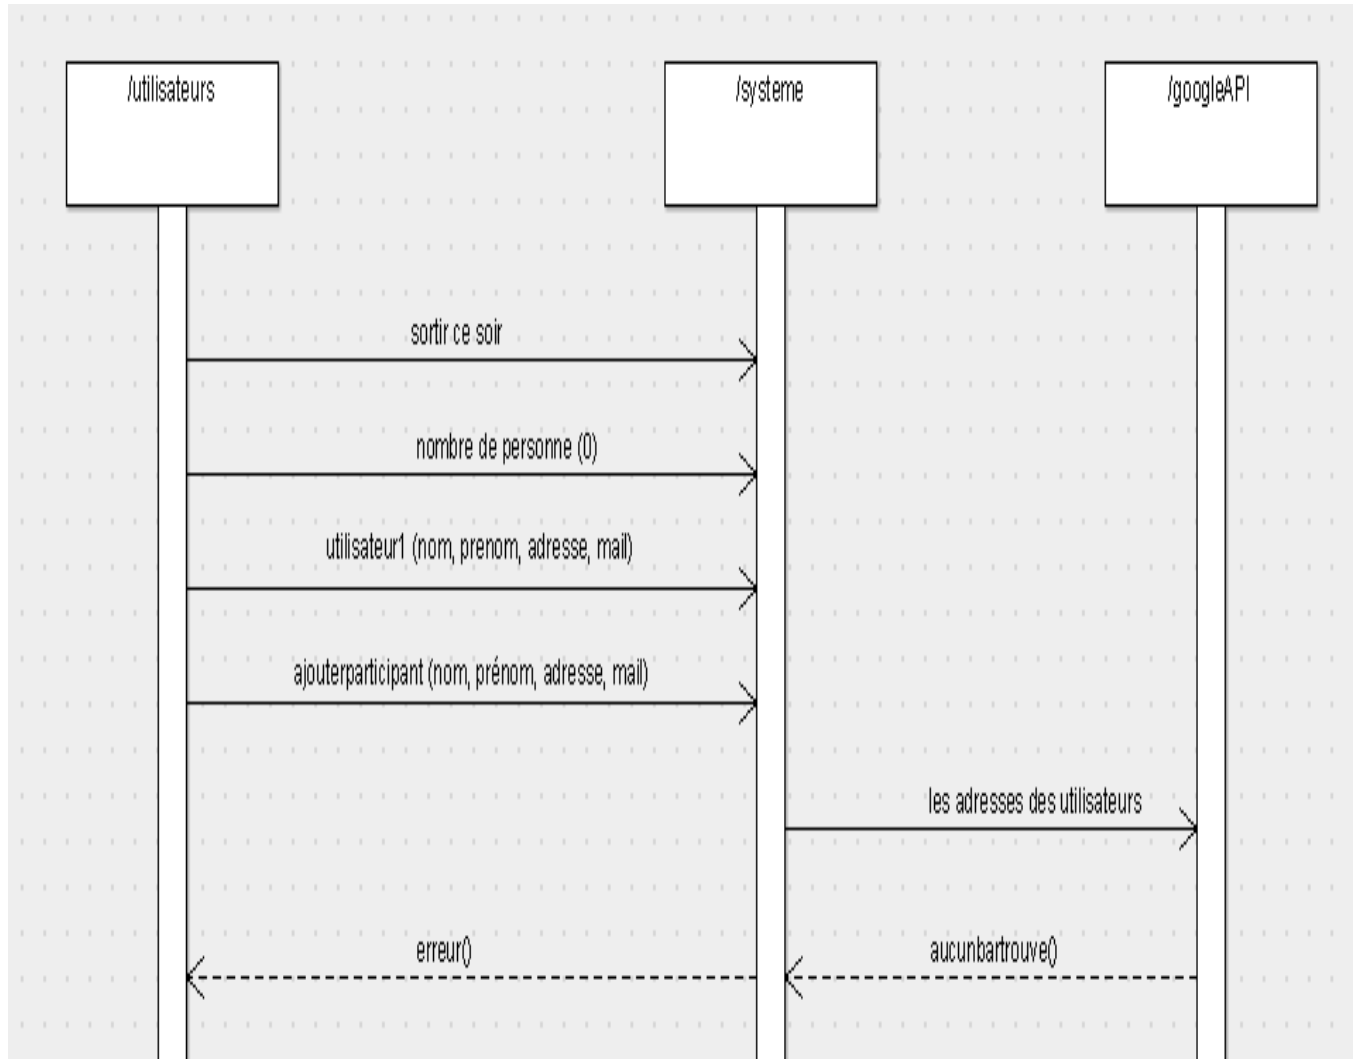 /utilisateurs
/systeme
/googleAPI
sortir ce soir
nombre de personne (0)
utilisateur1 (nom, prenom, adresse, mail)
ajouterparticipant (nom, prénom, adresse, mail)
les adresses des utilisateurs
erreur()
aucunbartrouve()